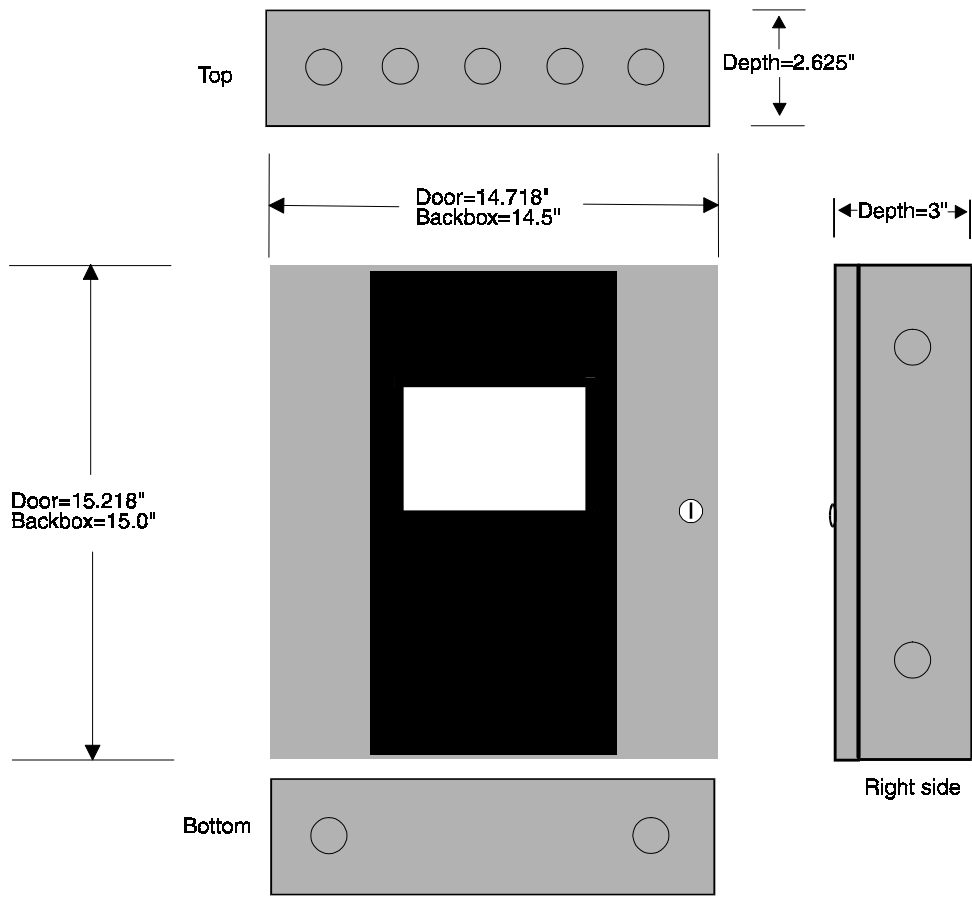 Top
Depth=2.625"
Door=14.718"
Backbox=14.5"
Depth=3"
Door=15.218"
Backbox=15.0"
Right side
Bottom